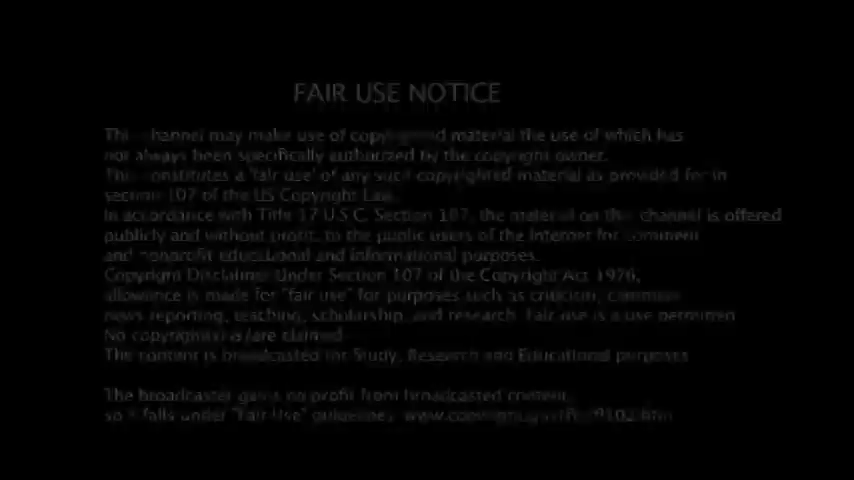 FAIR USE NOTICE
This channel may make use of copyrighted material the use of which has
not always been specifically authorized by the copyright owner.
This constitutes a 'fair use' of any such copyrighted material as provided for in
section 107 of the US Copyright Law.
In accordance with Title 17 U.S.C. Section 107, the material on this channel is offered
publicly and without profit, to the public users of the internet for comment
and nonprofit educational and informational purposes.
Copyright Disclaimer Under Section 107 of the Copyright Act 1976,
allowance is made for "fair use" for purposes such as criticism, comment
news reporting, teaching, scholarship, and research. Fair use is a use permitted
No copyright(s) is/are claimed
The content is broadcasted for Study, Research and Educational purposes
The broadcaster gains no profit from broadcasted content,
so it falls under "Fair Use" guidelines